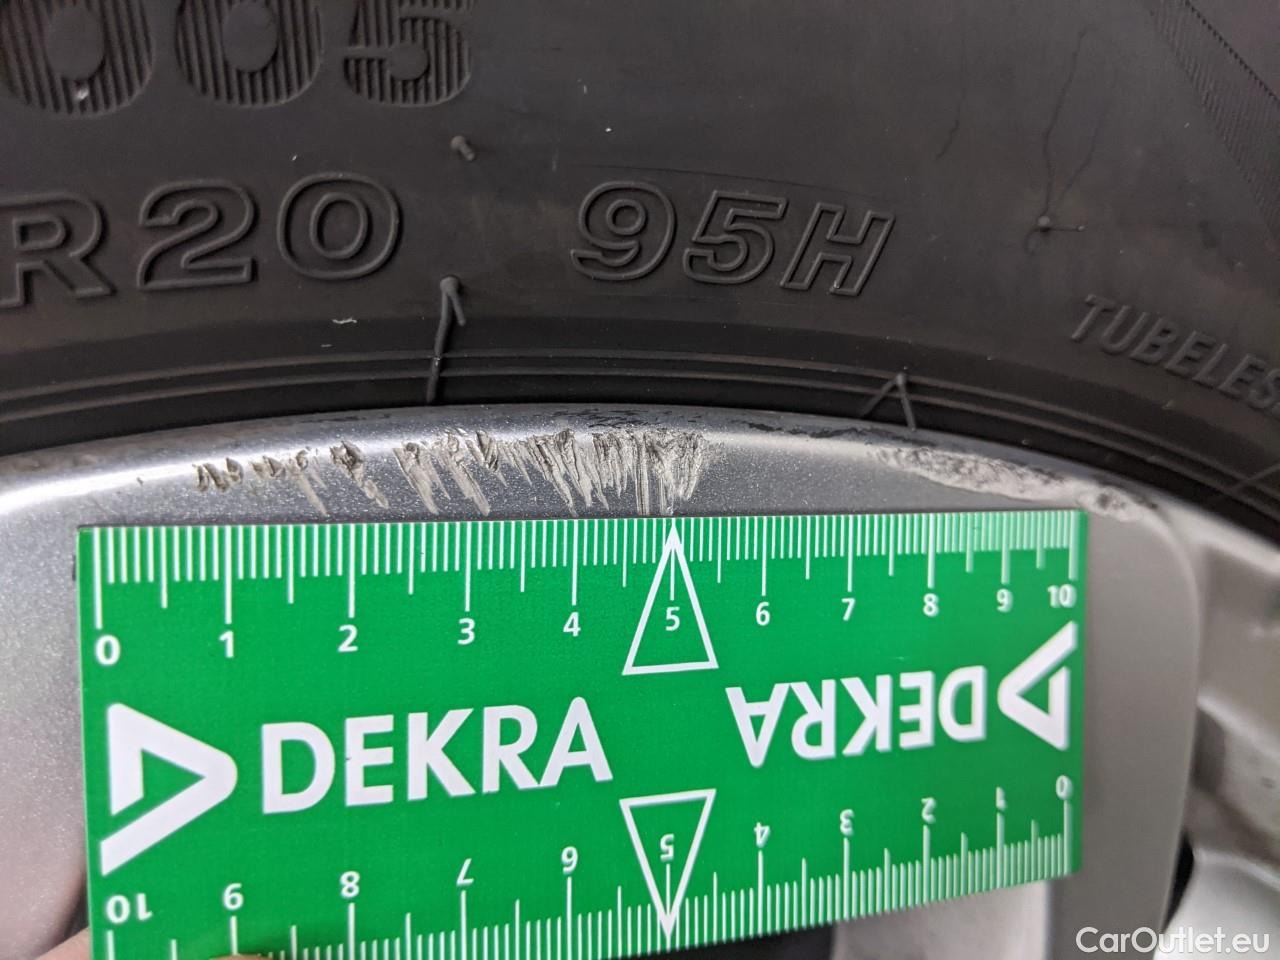 005
R20 95H
TUBELES
0 1 2 3 4 5 6 7 8 9 10
DEKRA
DEKRA
10 9 8 7 6 5 4 3 2 1 0
CarOutlet.eu